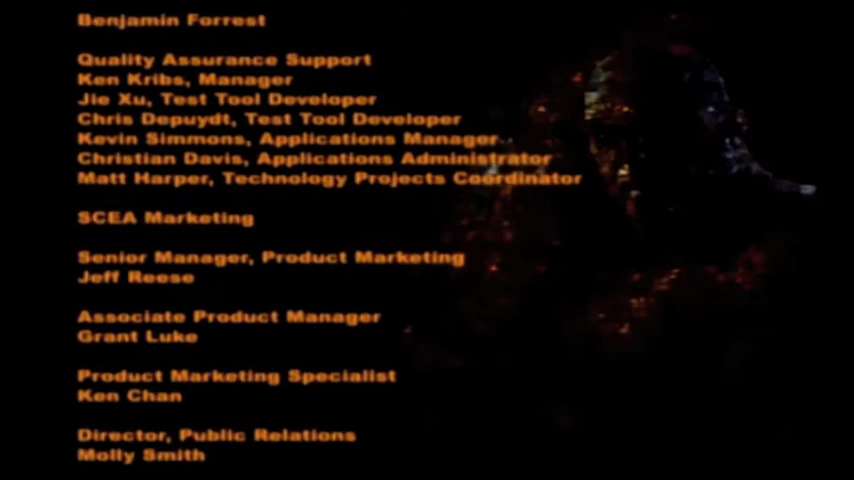 Benjamin Forrest
Quality Assurance Support
Ken Kribs, Manager
Jie Xu, Test Tool Developer
Chris Depuydt, Test Tool Developer
Kevin Simmons, Applications Manager
Christian Davis, Applications Administrator
Matt Harper, Technology Projects Coordinator
SCEA Marketing
Senior Manager, Product Marketing
Jeff Reese
Associate Product Manager
Grant Luke
Product Marketing Specialist
Ken Chan
Director, Public Relations
Molly Smith